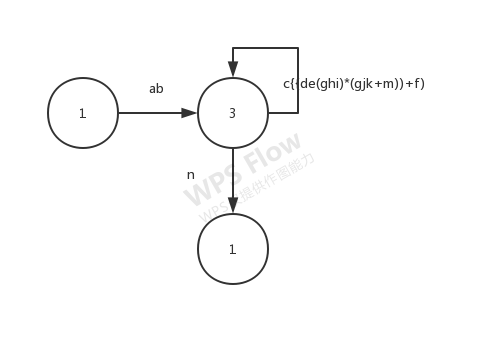 c{(de(ghi)*(gjk+m))+f)
ab
1
3
n
WPS Flow
1